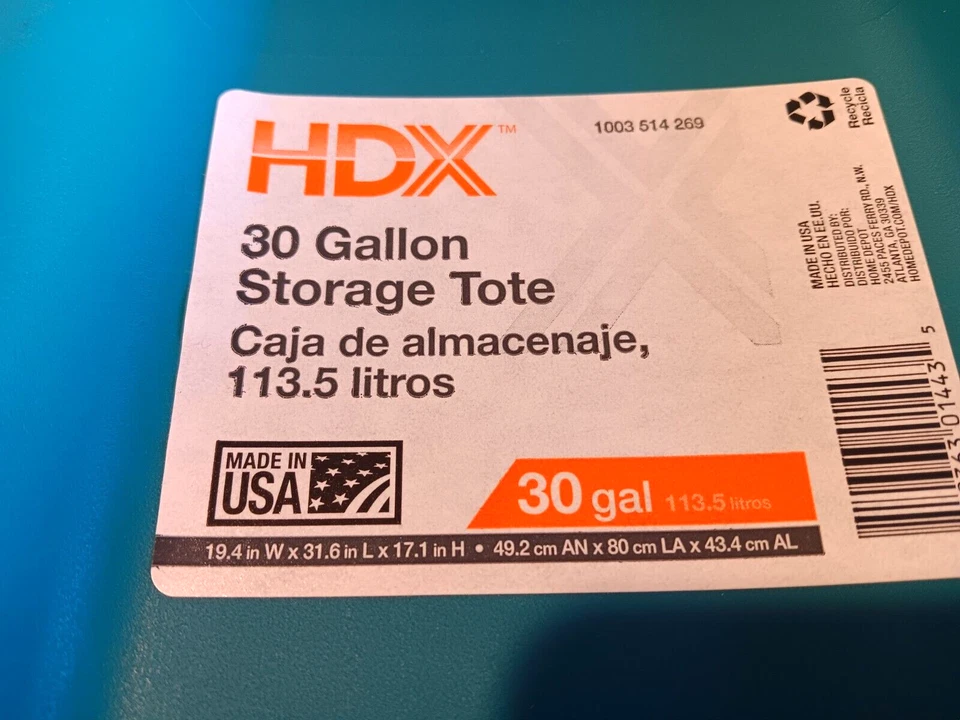 HDX™
1003 514 269
Recycle
Recicla
30 Gallon
Storage Tote
Caja de almacenaje,
113.5 litros
MADE IN USA
HECHO EN EE.UU.
DISTRIBUTED BY:
DISTRIBUIDO POR:
HOME DEPOT
2455 PACES FERRY RD., N.W.
ATLANTA, GA 30339
HOMEDEPOT.COM/HDX
MADE IN
USA
30 gal 113.5 litros
19.4 in W x 31.6 in L x 17.1 in H • 49.2 cm AN x 80 cm LA x 43.4 cm AL
01443 5